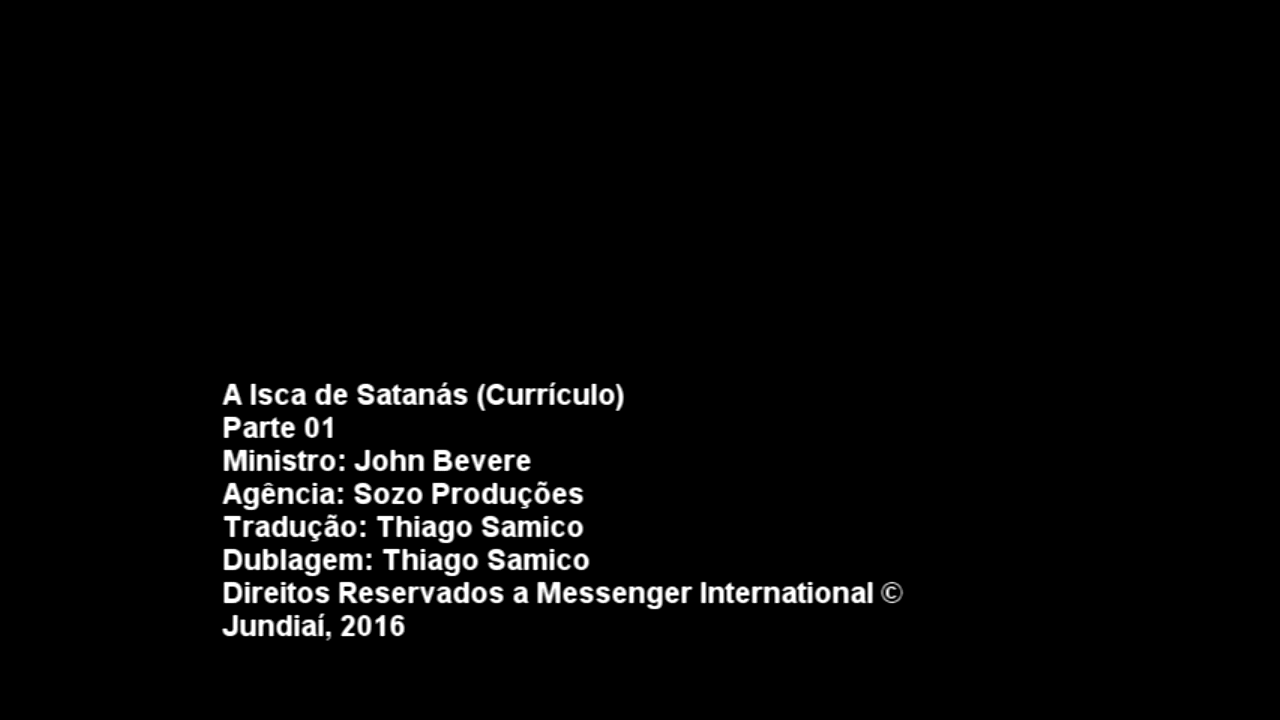 A Isca de Satanás (Currículo)
Parte 01
Ministro: John Bevere
Agência: Sozo Produções
Tradução: Thiago Samico
Dublagem: Thiago Samico
Direitos Reservados a Messenger International ©
Jundiaí, 2016